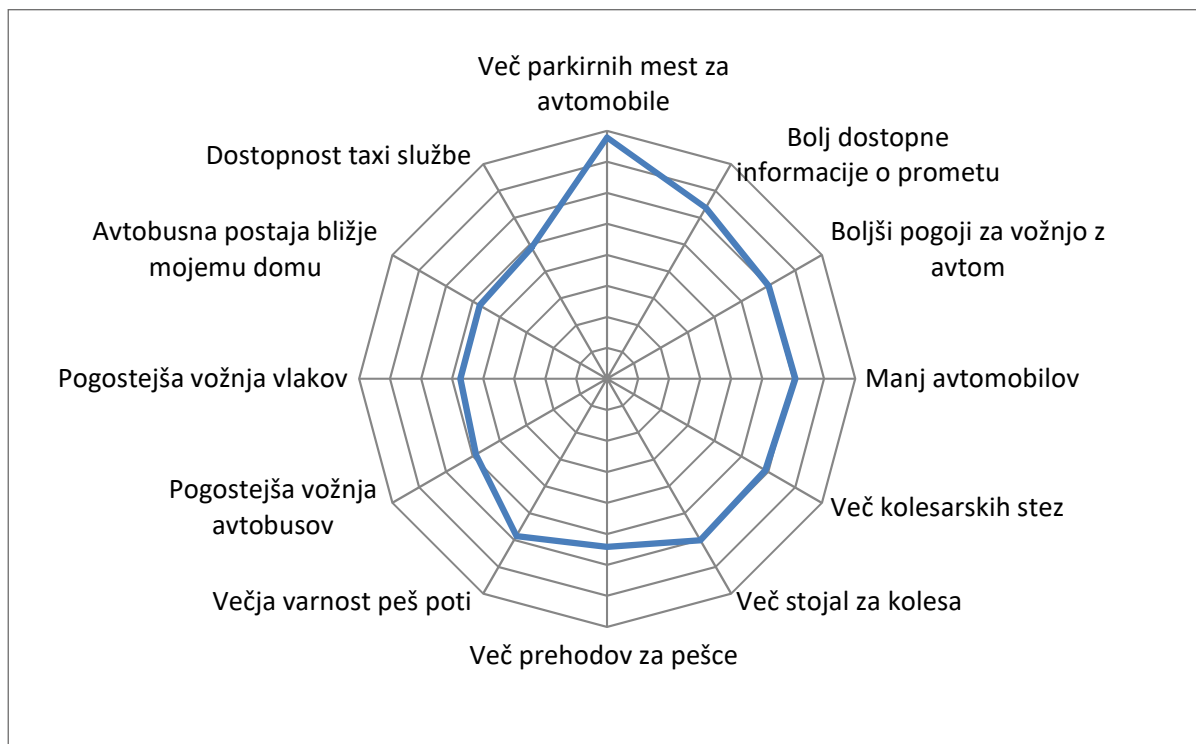 Več parkirnih mest za
avtomobile
Bolj dostopne
informacije o prometu
Boljši pogoji za vožnjo z
avtom
Manj avtomobilov
Več kolesarskih stez
Več stojal za kolesa
Več prehodov za pešce
Večja varnost peš poti
Pogostejša vožnja
avtobusov
Pogostejša vožnja vlakov
Avtobusna postaja bližje
mojemu domu
Dostopnost taxi službe